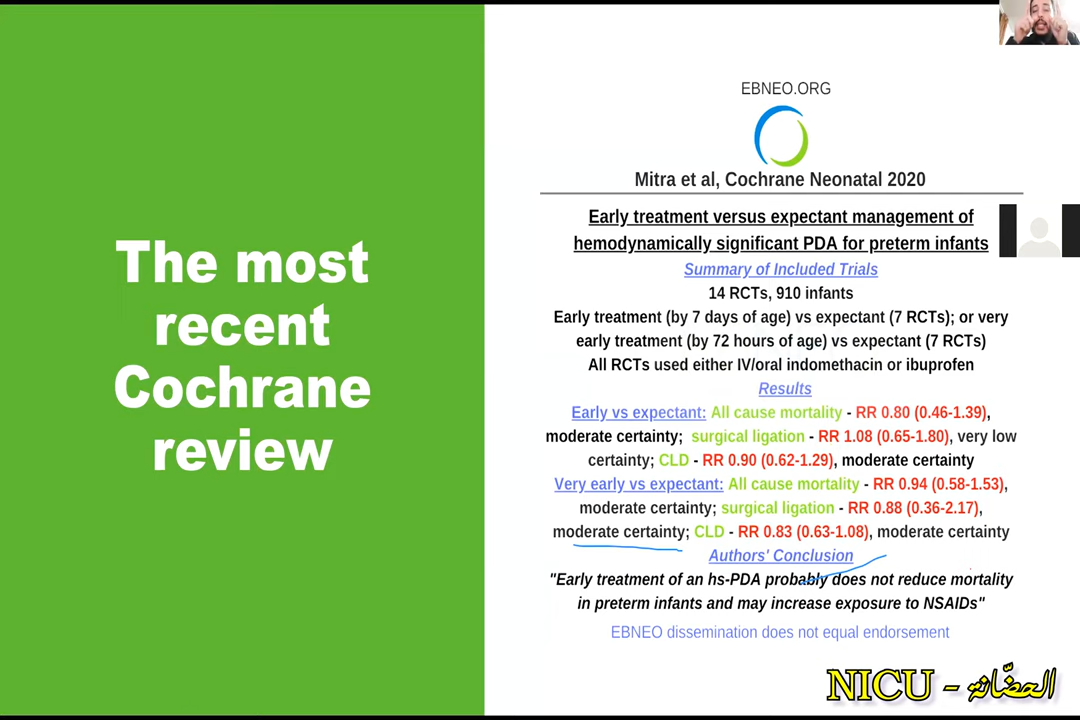 The most
recent
Cochrane
review
EBNEO.ORG
Mitra et al, Cochrane Neonatal 2020
Early treatment versus expectant management of
hemodynamically significant PDA for preterm infants
Summary of Included Trials
14 RCTs, 910 infants
Early treatment (by 7 days of age) vs expectant (7 RCTs); or very
early treatment (by 72 hours of age) vs expectant (7 RCTs)
All RCTs used either IV/oral indomethacin or ibuprofen
Results
Early vs expectant: All cause mortality - RR 0.80 (0.46-1.39),
moderate certainty; surgical ligation - RR 1.08 (0.65-1.80), very low
certainty; CLD - RR 0.90 (0.62-1.29), moderate certainty
Very early vs expectant: All cause mortality - RR 0.94 (0.58-1.53),
moderate certainty; surgical ligation - RR 0.88 (0.36-2.17),
moderate certainty; CLD - RR 0.83 (0.63-1.08), moderate certainty
Authors' Conclusion
"Early treatment of an hs-PDA probably does not reduce mortality
in preterm infants and may increase exposure to NSAIDs"
EBNEO dissemination does not equal endorsement
NICU - الحضّانة